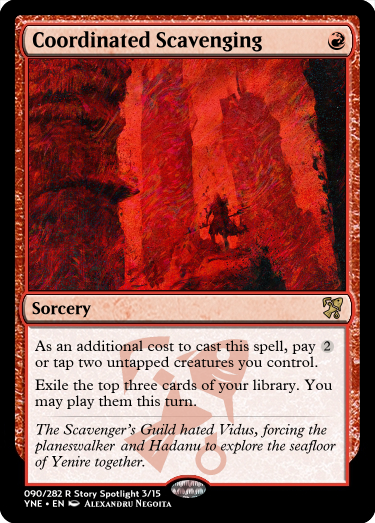 Coordinated Scavenging
Sorcery
As an additional cost to cast this spell, pay 2
or tap two untapped creatures you control.
Exile the top three cards of your library. You
may play them this turn.
The Scavenger's Guild hated Vidus, forcing the
planeswalker and Hadanu to explore the seafloor
of Yenire together.
090/282 R Story Spotlight 3/15
YNE • EN Alexandru Negoita